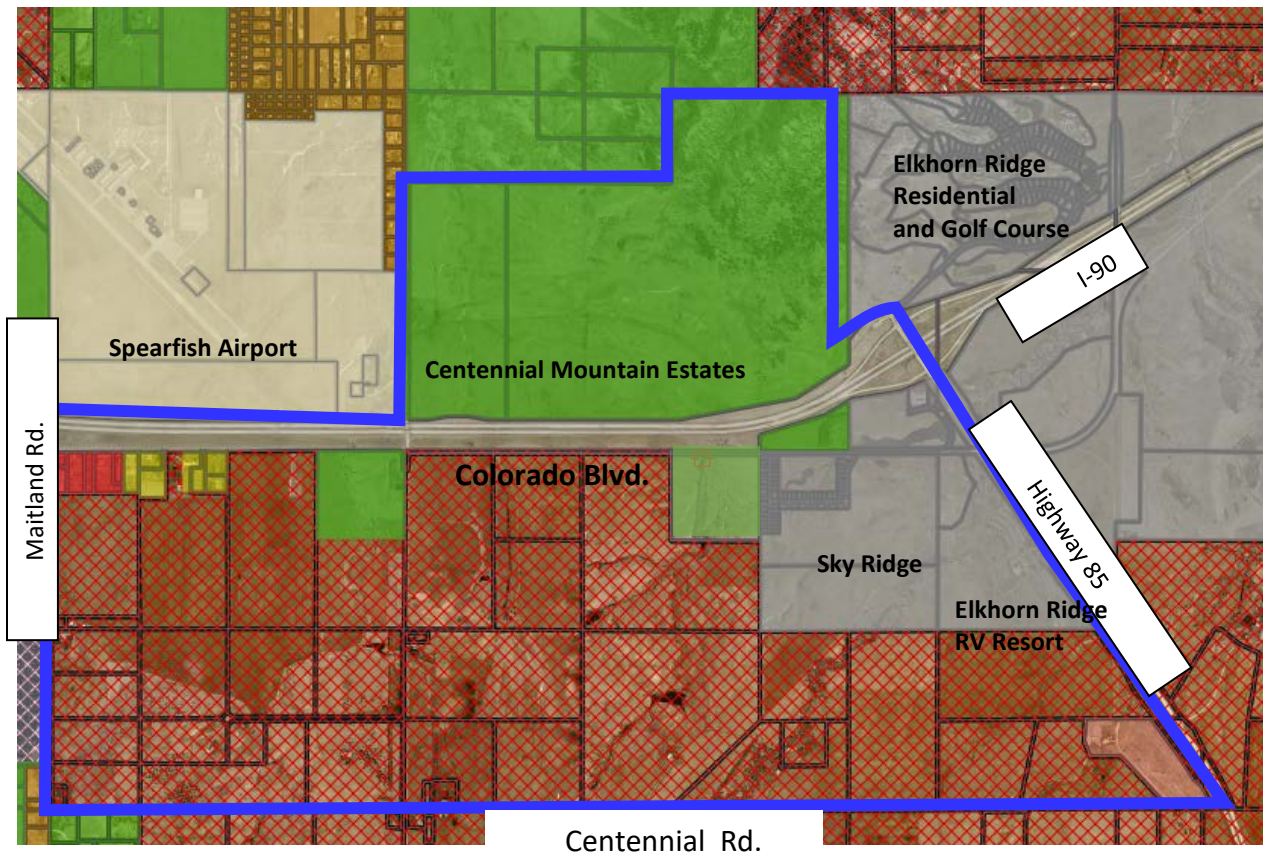 Elkhorn Ridge
Residential
and Golf Course
I-90
Spearfish Airport
Centennial Mountain Estates
Maitland Rd.
Colorado Blvd.
Highway 85
Sky Ridge
Elkhorn Ridge
RV Resort
Centennial Rd.